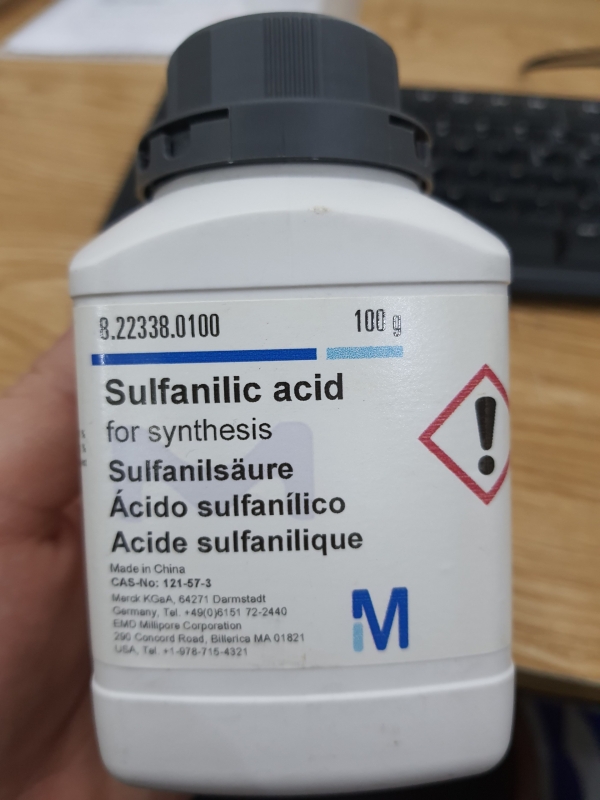 8.22338.0100
100 g
Sulfanilic acid
for synthesis
Sulfanilsäure
Ácido sulfanílico
Acide sulfanilique
Made in China
CAS-No: 121-57-3
Merck KGaA, 64271 Darmstadt
Germany, Tel. +49(0)6151 72-2440
EMD Millipore Corporation
290 Concord Road, Billerica MA 01821
USA, Tel. +1-978-715-4321
M